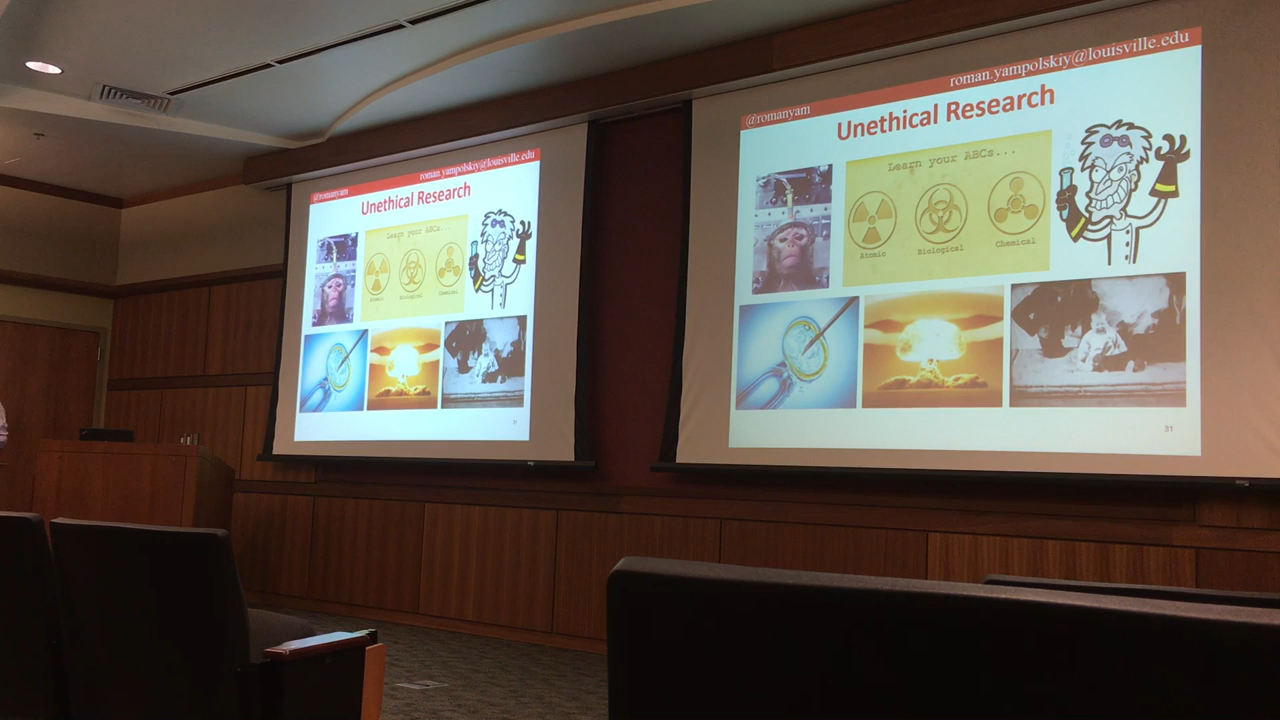 @romanyam
roman.yampolskiy@louisville.edu
Unethical Research
Learn your ABCs...
Atomic
Biological
Chemical
31
@romanyam
roman.yampolskiy@louisville.edu
Unethical Research
Learn your ABCs...
Atomic
Biological
Chemical
31